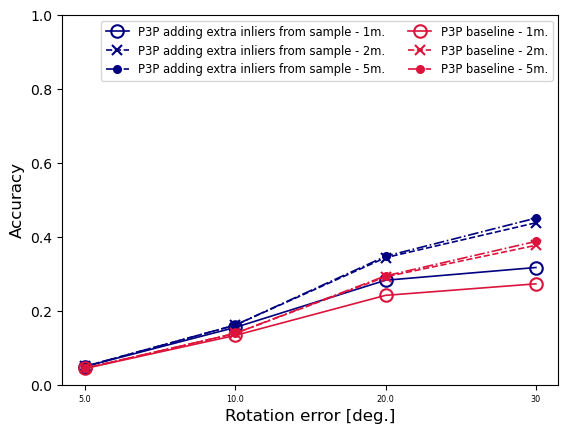 P3P adding extra inliers from sample - 1m.
P3P adding extra inliers from sample - 2m.
P3P adding extra inliers from sample - 5m.
P3P baseline - 1m.
P3P baseline - 2m.
P3P baseline - 5m.
Accuracy
1.0
0.8
0.6
0.4
0.2
0.0
5.0 10.0 20.0 30
Rotation error [deg.]